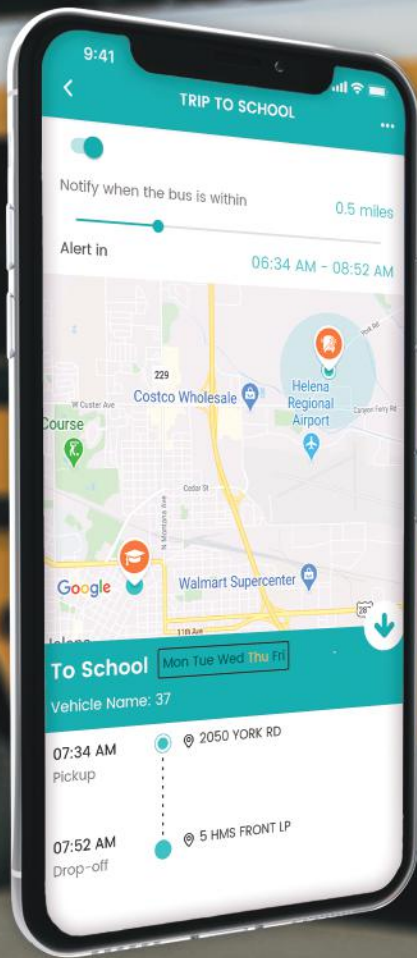 9:41
TRIP TO SCHOOL
Notify when the bus is within
0.5 miles
Alert in
06:34 AM - 08:52 AM
York Rd
229
Costco Wholesale
Helena
Regional
Airport
W Custer Ave
Canyon Ferry Rd
Course
Cedar St
N Montana Ave
Google
Walmart Supercenter
11th Ave
To School
Mon Tue Wed Thu Fri
Vehicle Name: 37
07:34 AM
2050 YORK RD
Pickup
07:52 AM
5 HMS FRONT LP
Drop-off